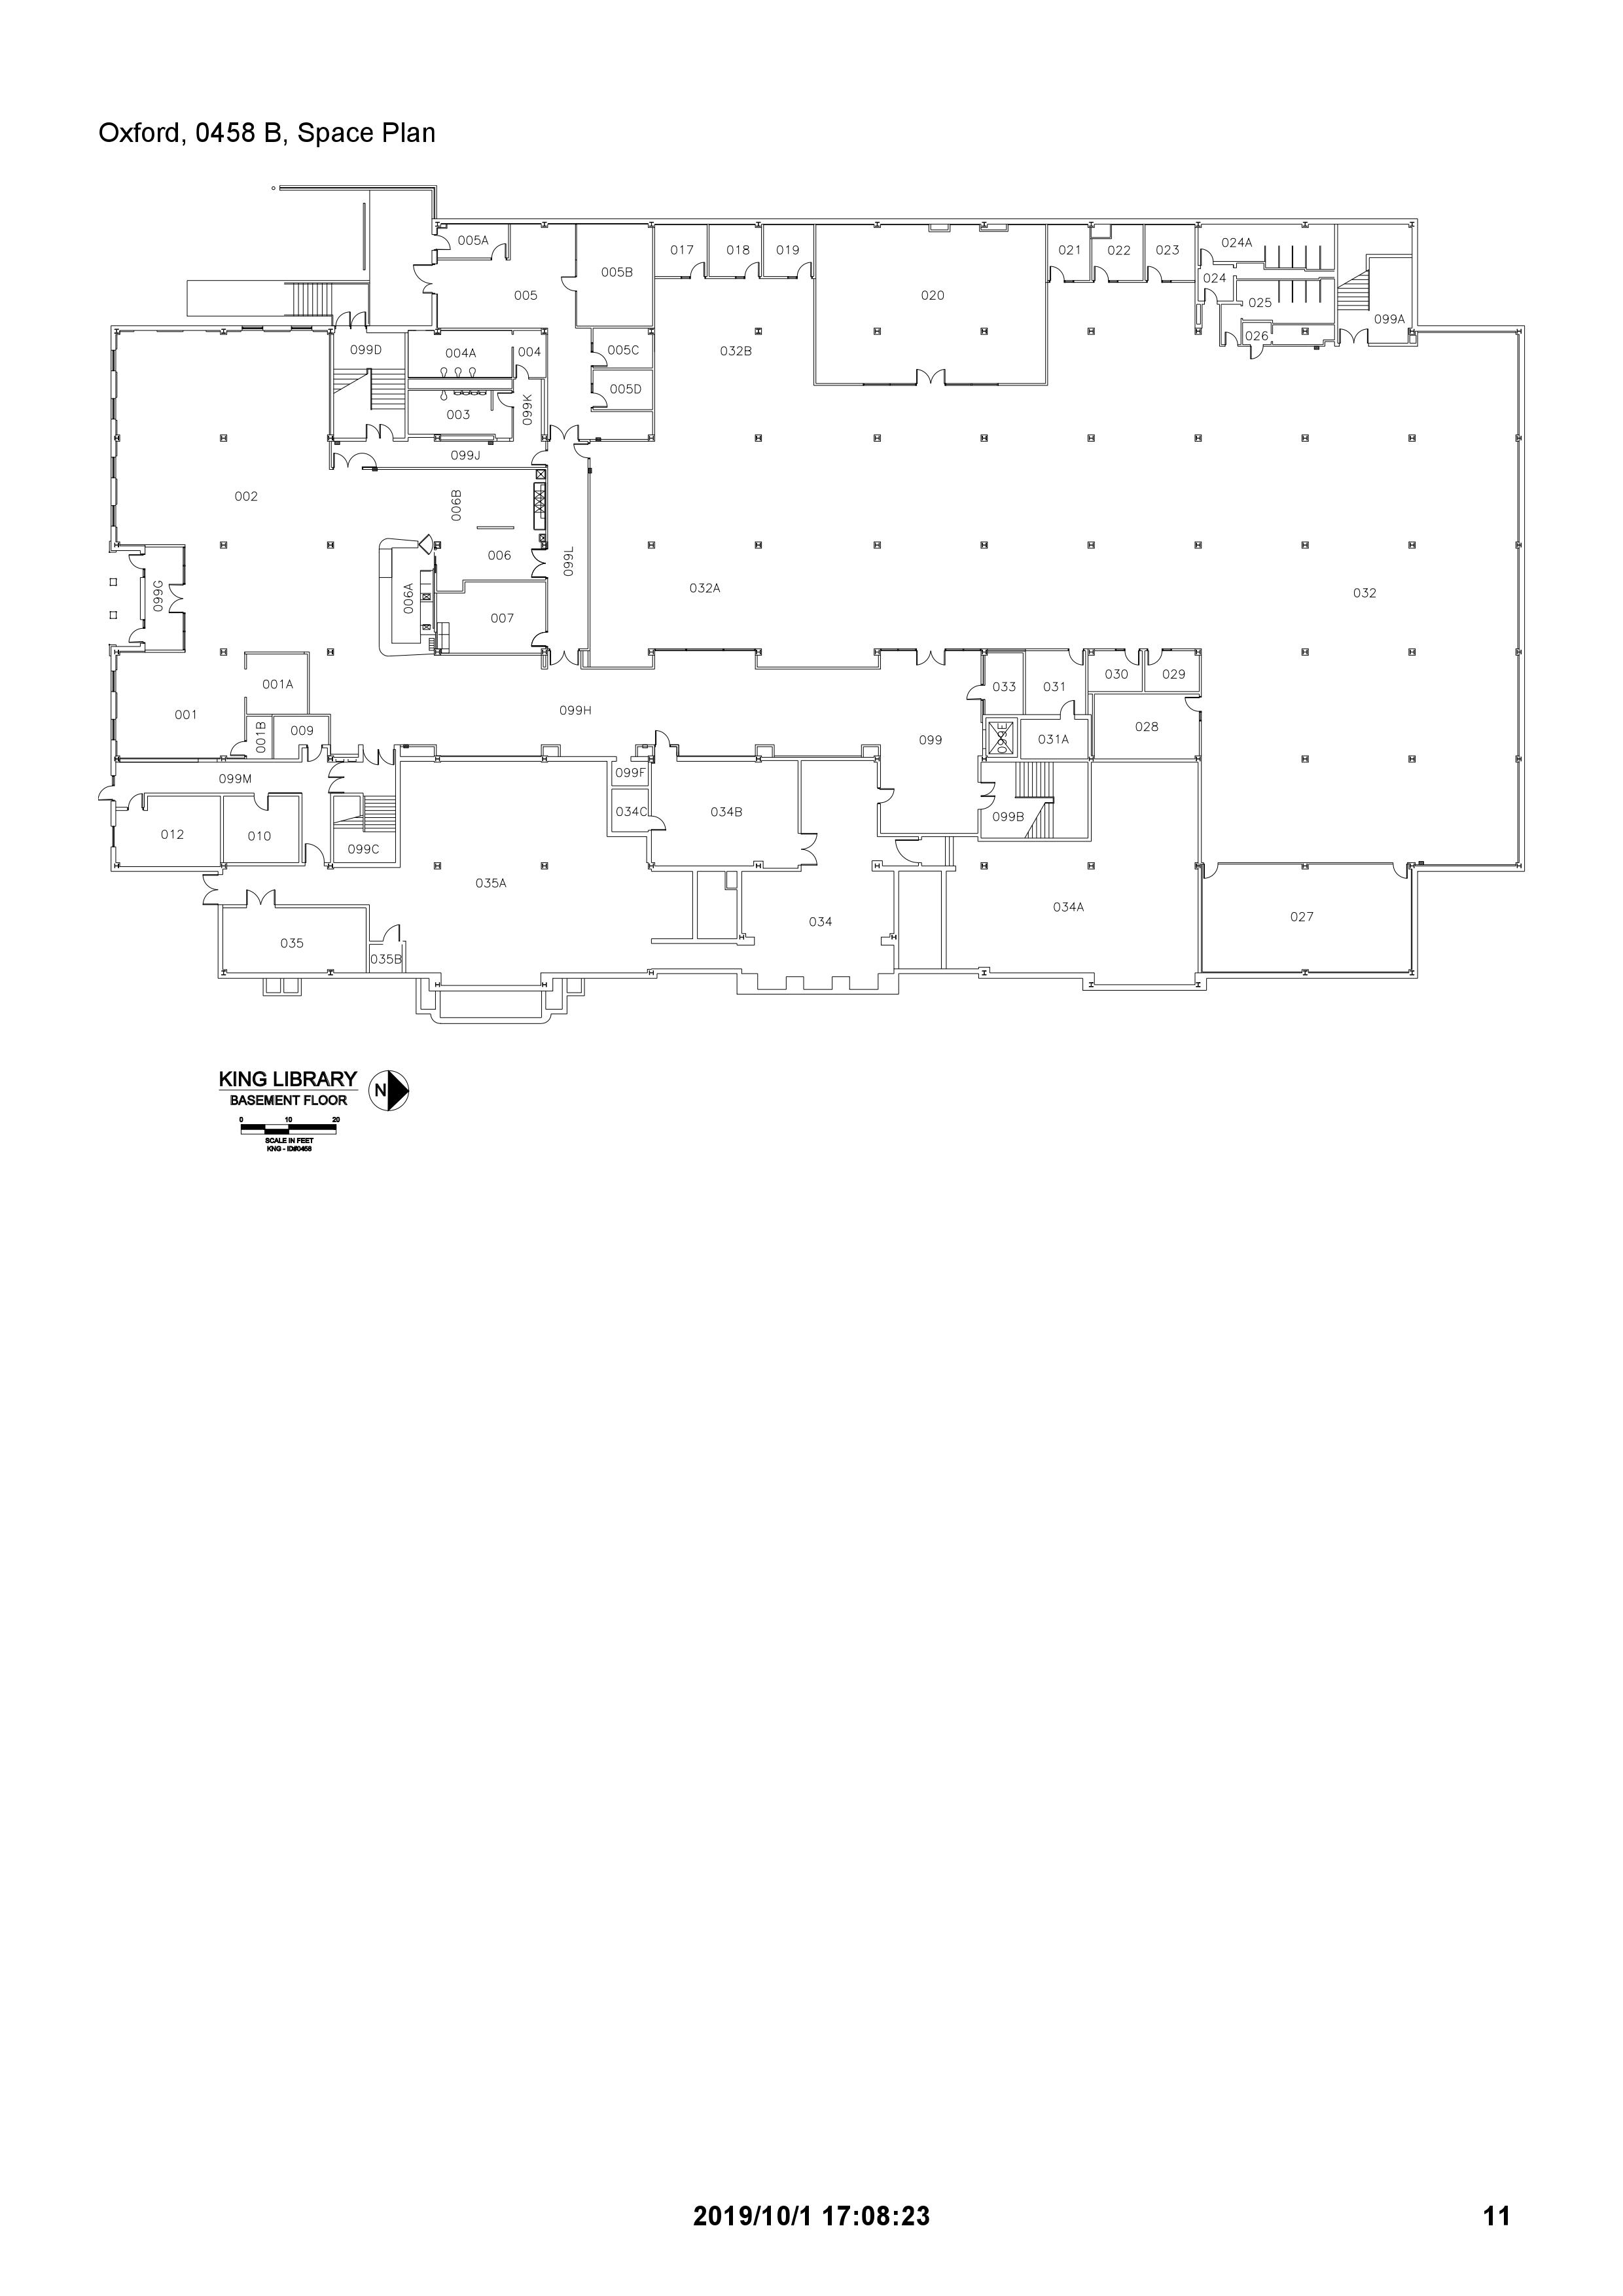 Oxford, 0458 B, Space Plan
005A
017
018
019
021
022
023
024A
005B
024
005
020
025
099A
026
099D
004A
004
005C
032B
005D
003
099K
099J
002
006B
006
099L
099G
006A
032A
032
007
001A
033
031
030
029
001
099H
001B
009
099
099E
031A
028
099M
099F
034C
034B
099B
012
010
099C
035A
034A
034
027
035
035B
KING LIBRARY
BASEMENT FLOOR
N
0 10 20
SCALE IN FEET
KNG - ID#0458
2019/10/1 17:08:23
11